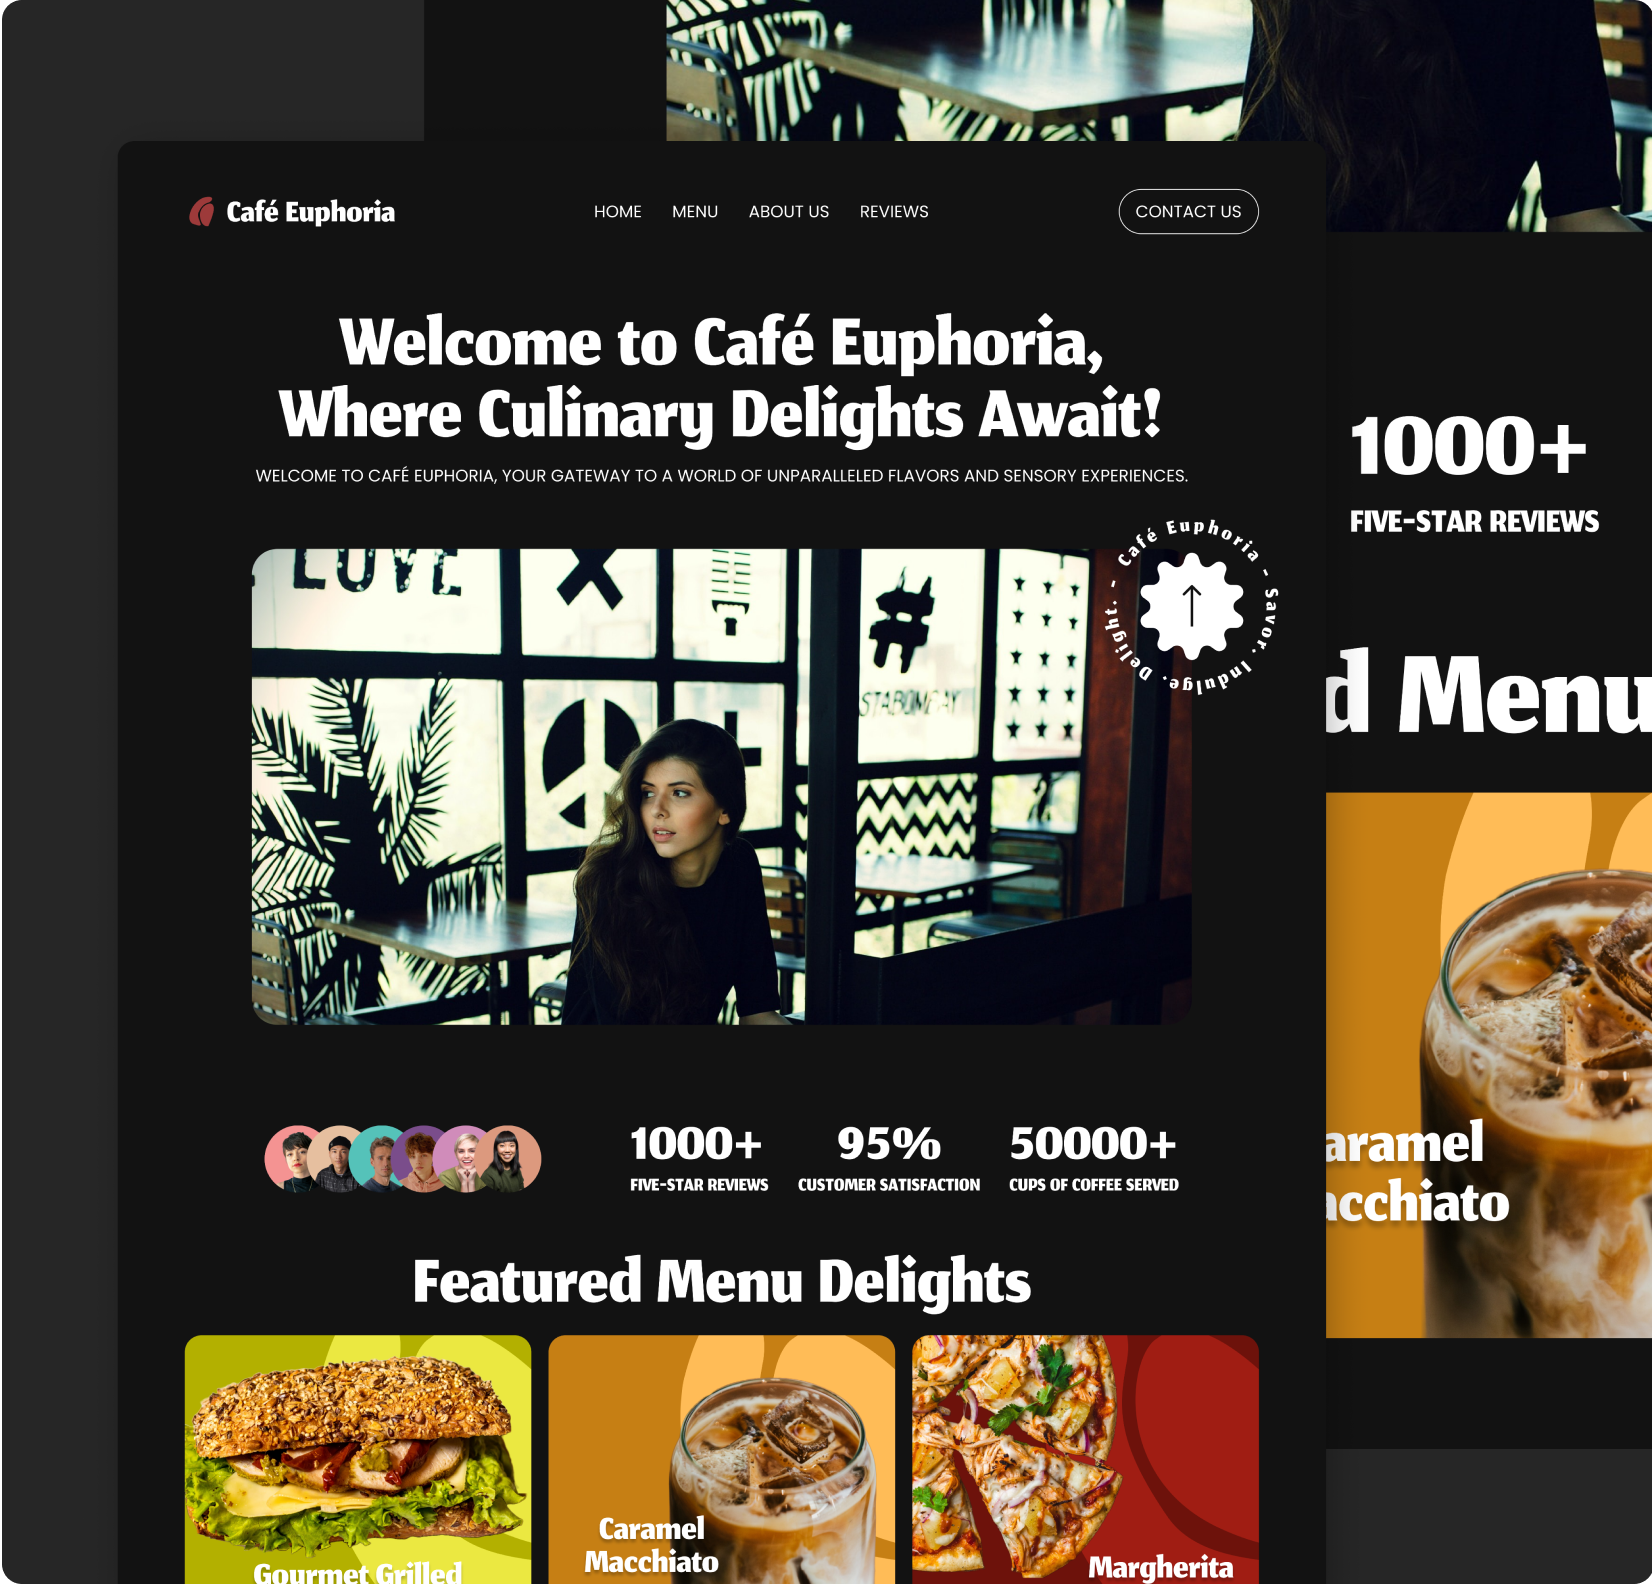 Café Euphoria
HOME
MENU
ABOUT US
REVIEWS
CONTACT US
Welcome to Café Euphoria,
Where Culinary Delights Await!
WELCOME TO CAFÉ EUPHORIA, YOUR GATEWAY TO A WORLD OF UNPARALLELED FLAVORS AND SENSORY EXPERIENCES.
Café Euphoria - Savor. Indulge. Delight. -
LOVE
STABOMBAY
1000+
FIVE-STAR REVIEWS
95%
CUSTOMER SATISFACTION
50000+
CUPS OF COFFEE SERVED
Featured Menu Delights
Gourmet Grilled
Caramel
Macchiato
Margherita
1000+
FIVE-STAR REVIEWS
d Menu
aramel
acchiato